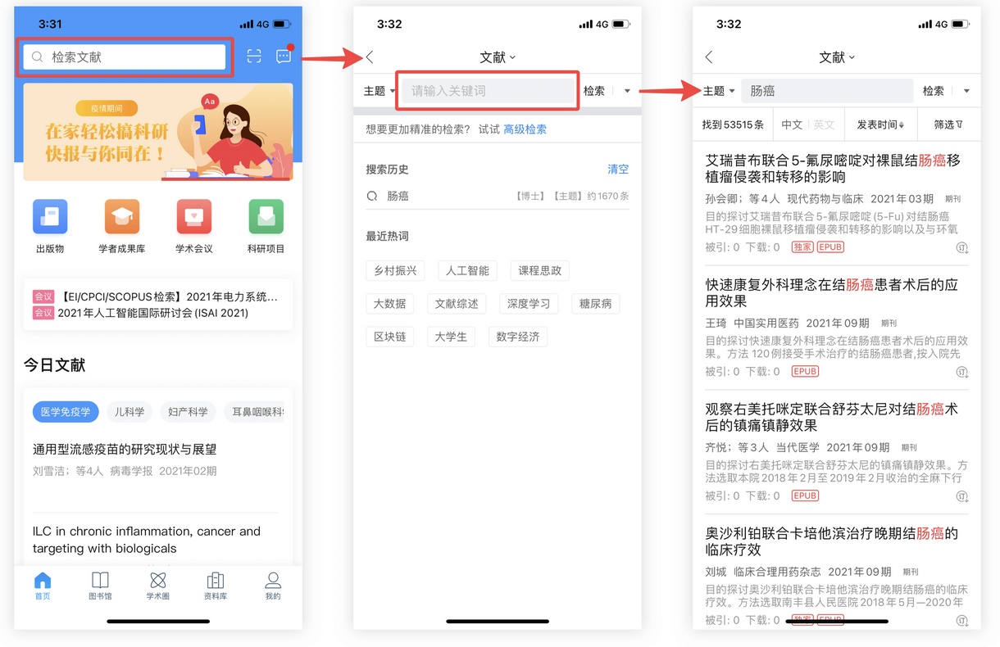 3:31
4G
检索文献
疫情期间
Aa
在家轻松搞科研
快报与你同在！
出版物
学者成果库
学术会议
科研项目
会议 【EI/CPCI/SCOPUS检索】2021年电力系统...
会议 2021年人工智能国际研讨会(ISAI 2021)
今日文献
医学免疫学 儿科学 妇产科学 耳鼻咽喉科
通用型流感疫苗的研究现状与展望
刘雪洁；等4人 病毒学报 2021年02期
ILC in chronic inflammation, cancer and
targeting with biologicals
首页 图书馆 学术圈 资料库 我的
3:32
4G
文献
主题 请输入关键词 检索
想要更加精准的检索？试试 高级检索
搜索历史 清空
肠癌 【博士】【主题】约1670条
最近热词
乡村振兴 人工智能 课程思政
大数据 文献综述 深度学习 糖尿病
区块链 大学生 数字经济
3:32
4G
文献
主题 肠癌 检索
找到53515条 中文 英文 发表时间 筛选
艾瑞昔布联合5-氟尿嘧啶对裸鼠结肠癌移
植瘤侵袭和转移的影响
孙会卿；等4人 现代药物与临床 2021年03期 期刊
目的探讨艾瑞昔布联合5-氟尿嘧啶(5-Fu)对结肠癌
HT-29细胞裸鼠移植瘤侵袭和转移的影响以及与环氧
被引: 0 下载: 0 独家 EPUB 订
快速康复外科理念在结肠癌患者术后的应
用效果
王琦 中国实用医药 2021年09期 期刊
目的探讨快速康复外科理念在结肠癌患者术后的应用效
果。方法 120例接受手术治疗的结肠癌患者,按入院先
被引: 0 下载: 0 EPUB 订
观察右美托咪定联合舒芬太尼对结肠癌术
后的镇痛镇静效果
齐悦；等3人 当代医学 2021年09期 期刊
目的探讨右美托咪定联合舒芬太尼的镇痛镇静效果。方
法选取本院2018年2月至2019年2月收治的全麻下行
被引: 0 下载: 0 EPUB 订
奥沙利铂联合卡培他滨治疗晚期结肠癌的
临床疗效
刘城 临床合理用药杂志 2021年09期 期刊
目的探讨奥沙利铂联合卡培他滨治疗晚期结肠癌的临床
疗效。方法选取南丰县人民医院2018年5月—2020年
被引: 0 下载: 0 独家 EPUB 订